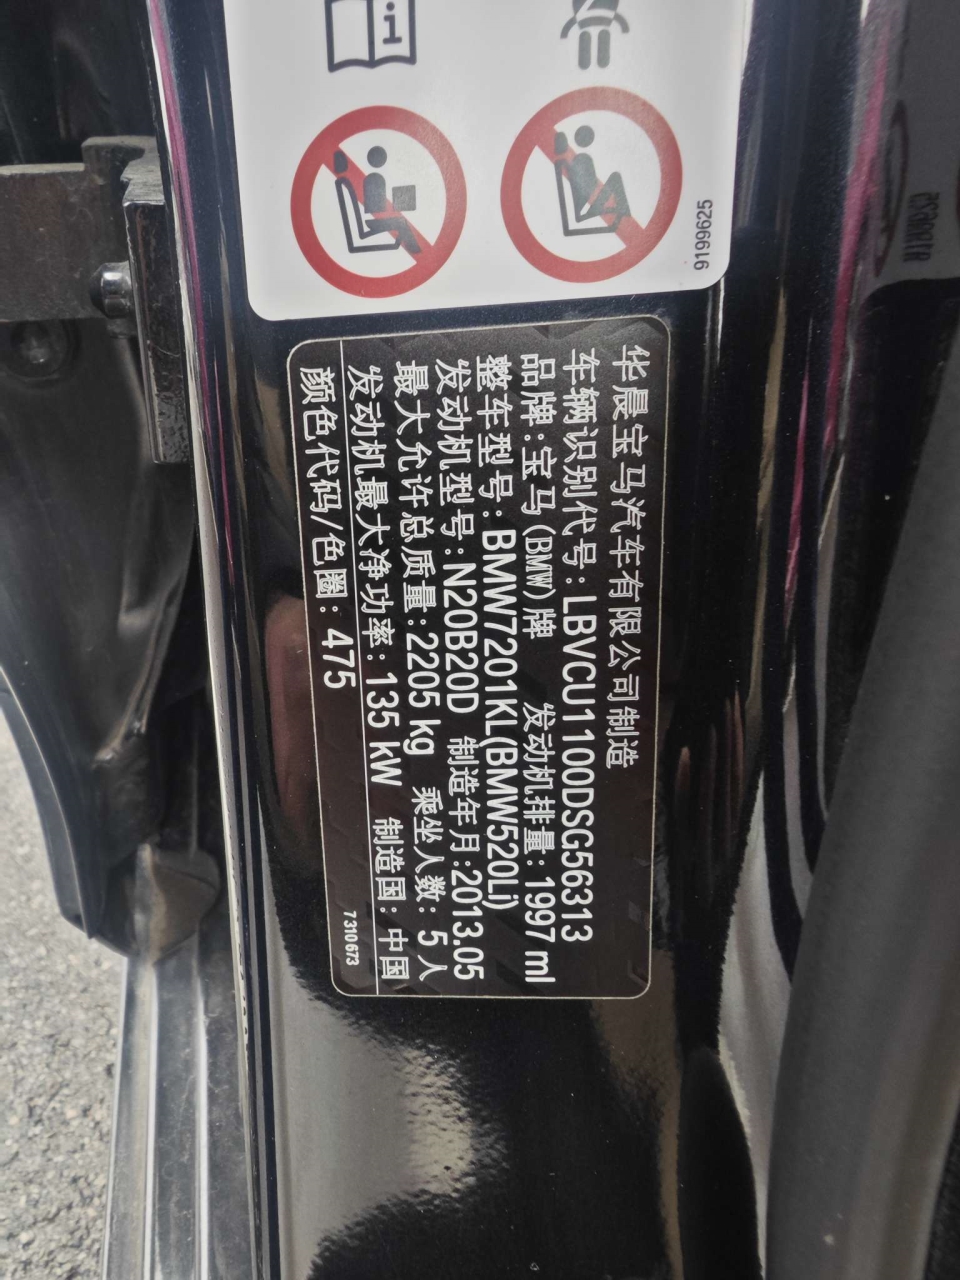 9199625
华晨宝马汽车有限公司制造
车辆识别代号: LBVCU1100DSG56313
品牌:宝马(BMW)牌 发动机排量: 1997 ml
整车型号: BMW7201KL(BMW520Li)
发动机型号: N20B20D 制造年月:2013.05
最大允许总质量:2205 kg 乘坐人数: 5 人
发动机最大净功率: 135 kW 制造国: 中国
颜色代码/色圈: 475
7310673